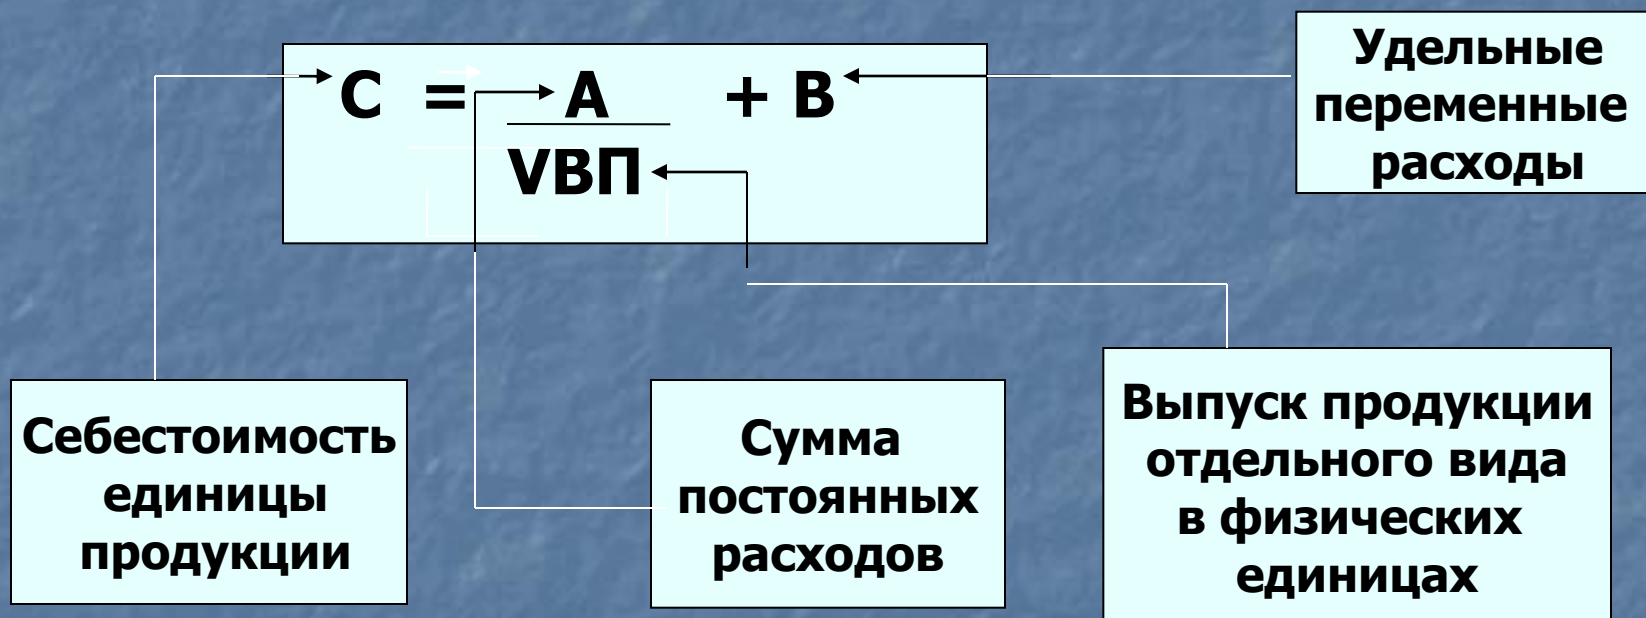 С = А + В
VВП
Удельные
переменные
расходы
Себестоимость
единицы
продукции
Сумма
постоянных
расходов
Выпуск продукции
отдельного вида
в физических
единицах